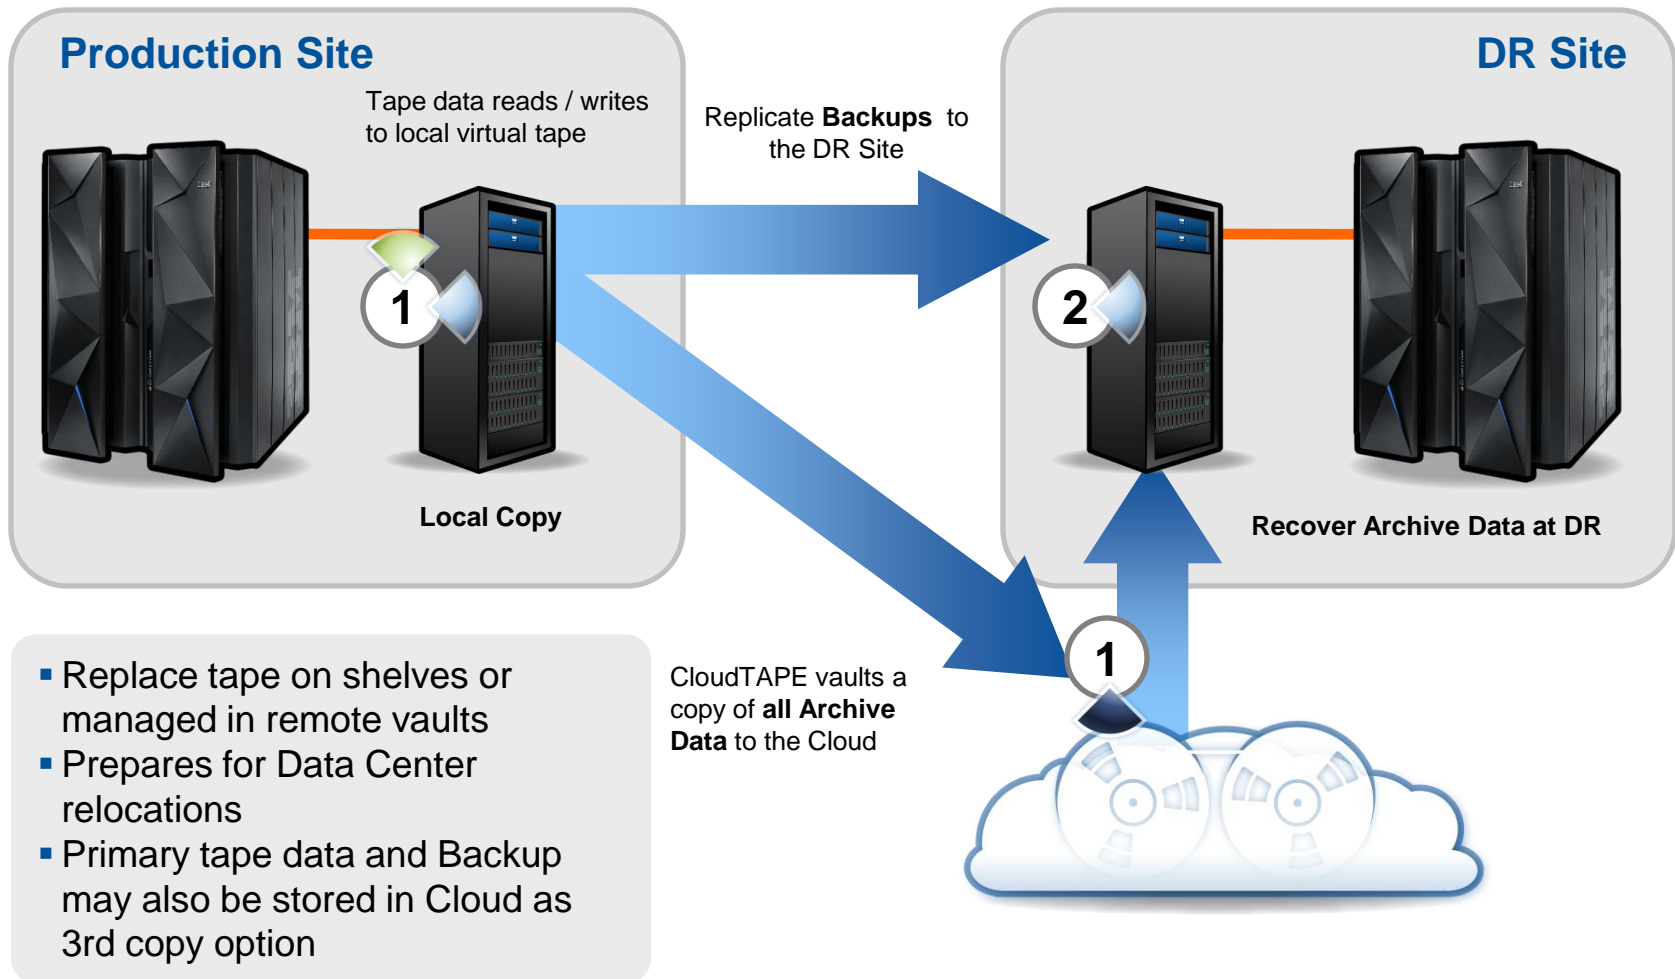 Production Site
DR Site
Tape data reads / writes
to local virtual tape
Replicate Backups to
the DR Site
IBM
IBM
1
2
Local Copy
Recover Archive Data at DR
1
CloudTAPE vaults a
copy of all Archive
Data to the Cloud
▪ Replace tape on shelves or
managed in remote vaults
▪ Prepares for Data Center
relocations
▪ Primary tape data and Backup
may also be stored in Cloud as
3rd copy option